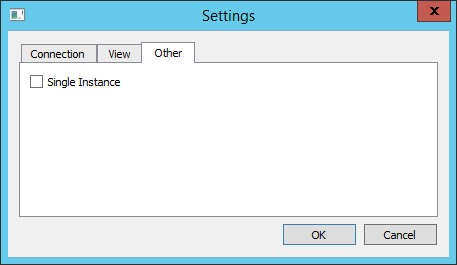 Settings
Connection View Other
Single Instance
OK Cancel